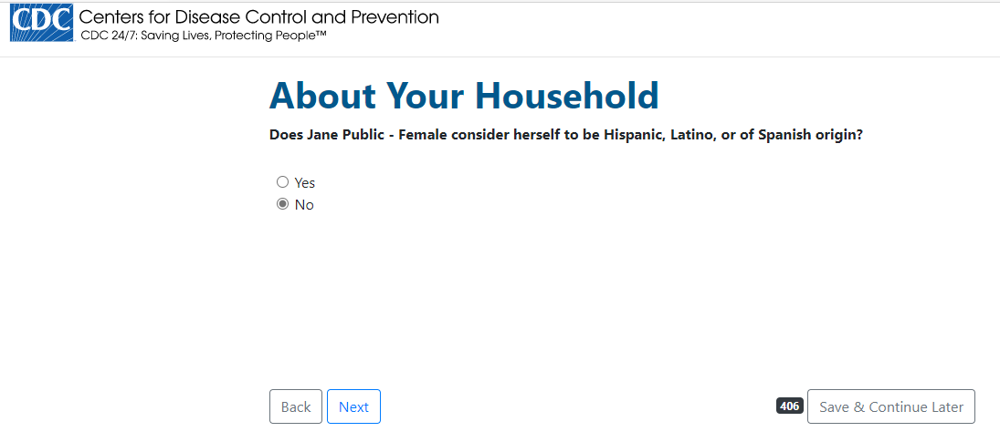 CDC Centers for Disease Control and Prevention
CDC 24/7: Saving Lives, Protecting People™
About Your Household
Does Jane Public - Female consider herself to be Hispanic, Latino, or of Spanish origin?
Yes
No
Back Next 406 Save & Continue Later